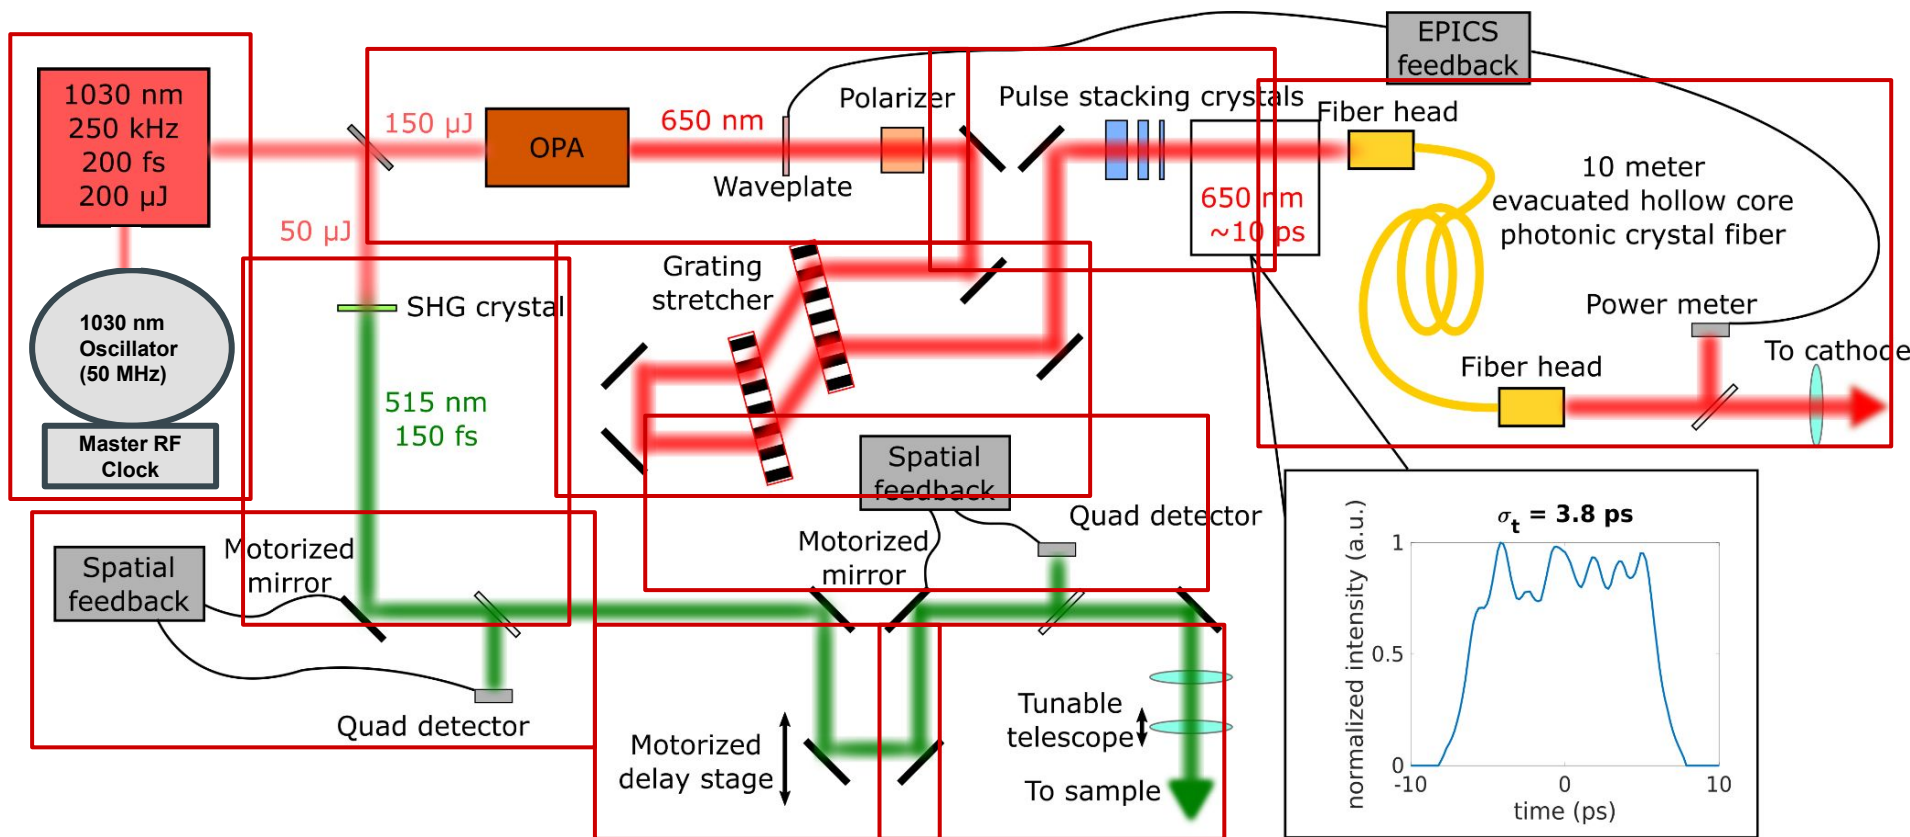 1030 nm
250 kHz
200 fs
200 µJ
1030 nm
Oscillator
(50 MHz)
Master RF
Clock
150 µJ
50 µJ
OPA
650 nm
Waveplate
Polarizer
Pulse stacking crystals
650 nm
~10 ps
EPICS
feedback
Fiber head
10 meter
evacuated hollow core
photonic crystal fiber
Power meter
To cathode
Fiber head
Grating
stretcher
SHG crystal
515 nm
150 fs
Spatial
feedback
Motorized
mirror
Quad detector
Spatial
feedback
Motorized
mirror
Quad detector
Motorized
delay stage
Tunable
telescope
To sample
σt = 3.8 ps
normalized intensity (a.u.)
1
0.5
0
-10
0
10
time (ps)